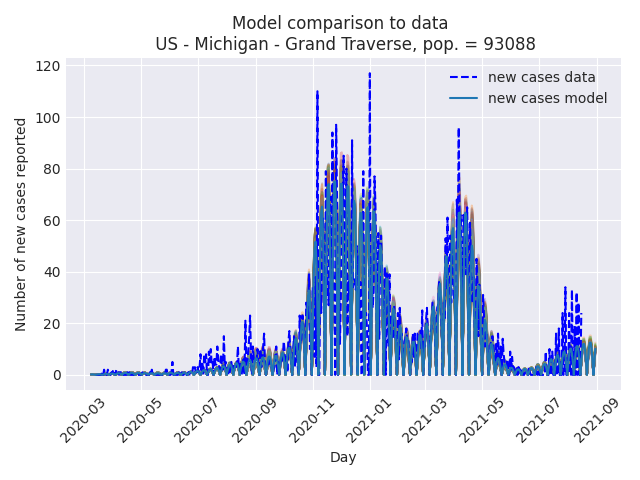 Model comparison to data
US - Michigan - Grand Traverse, pop. = 93088
new cases data
new cases model
Number of new cases reported
120
100
80
60
40
20
0
2020-03
2020-05
2020-07
2020-09
2020-11
2021-01
2021-03
2021-05
2021-07
2021-09
Day